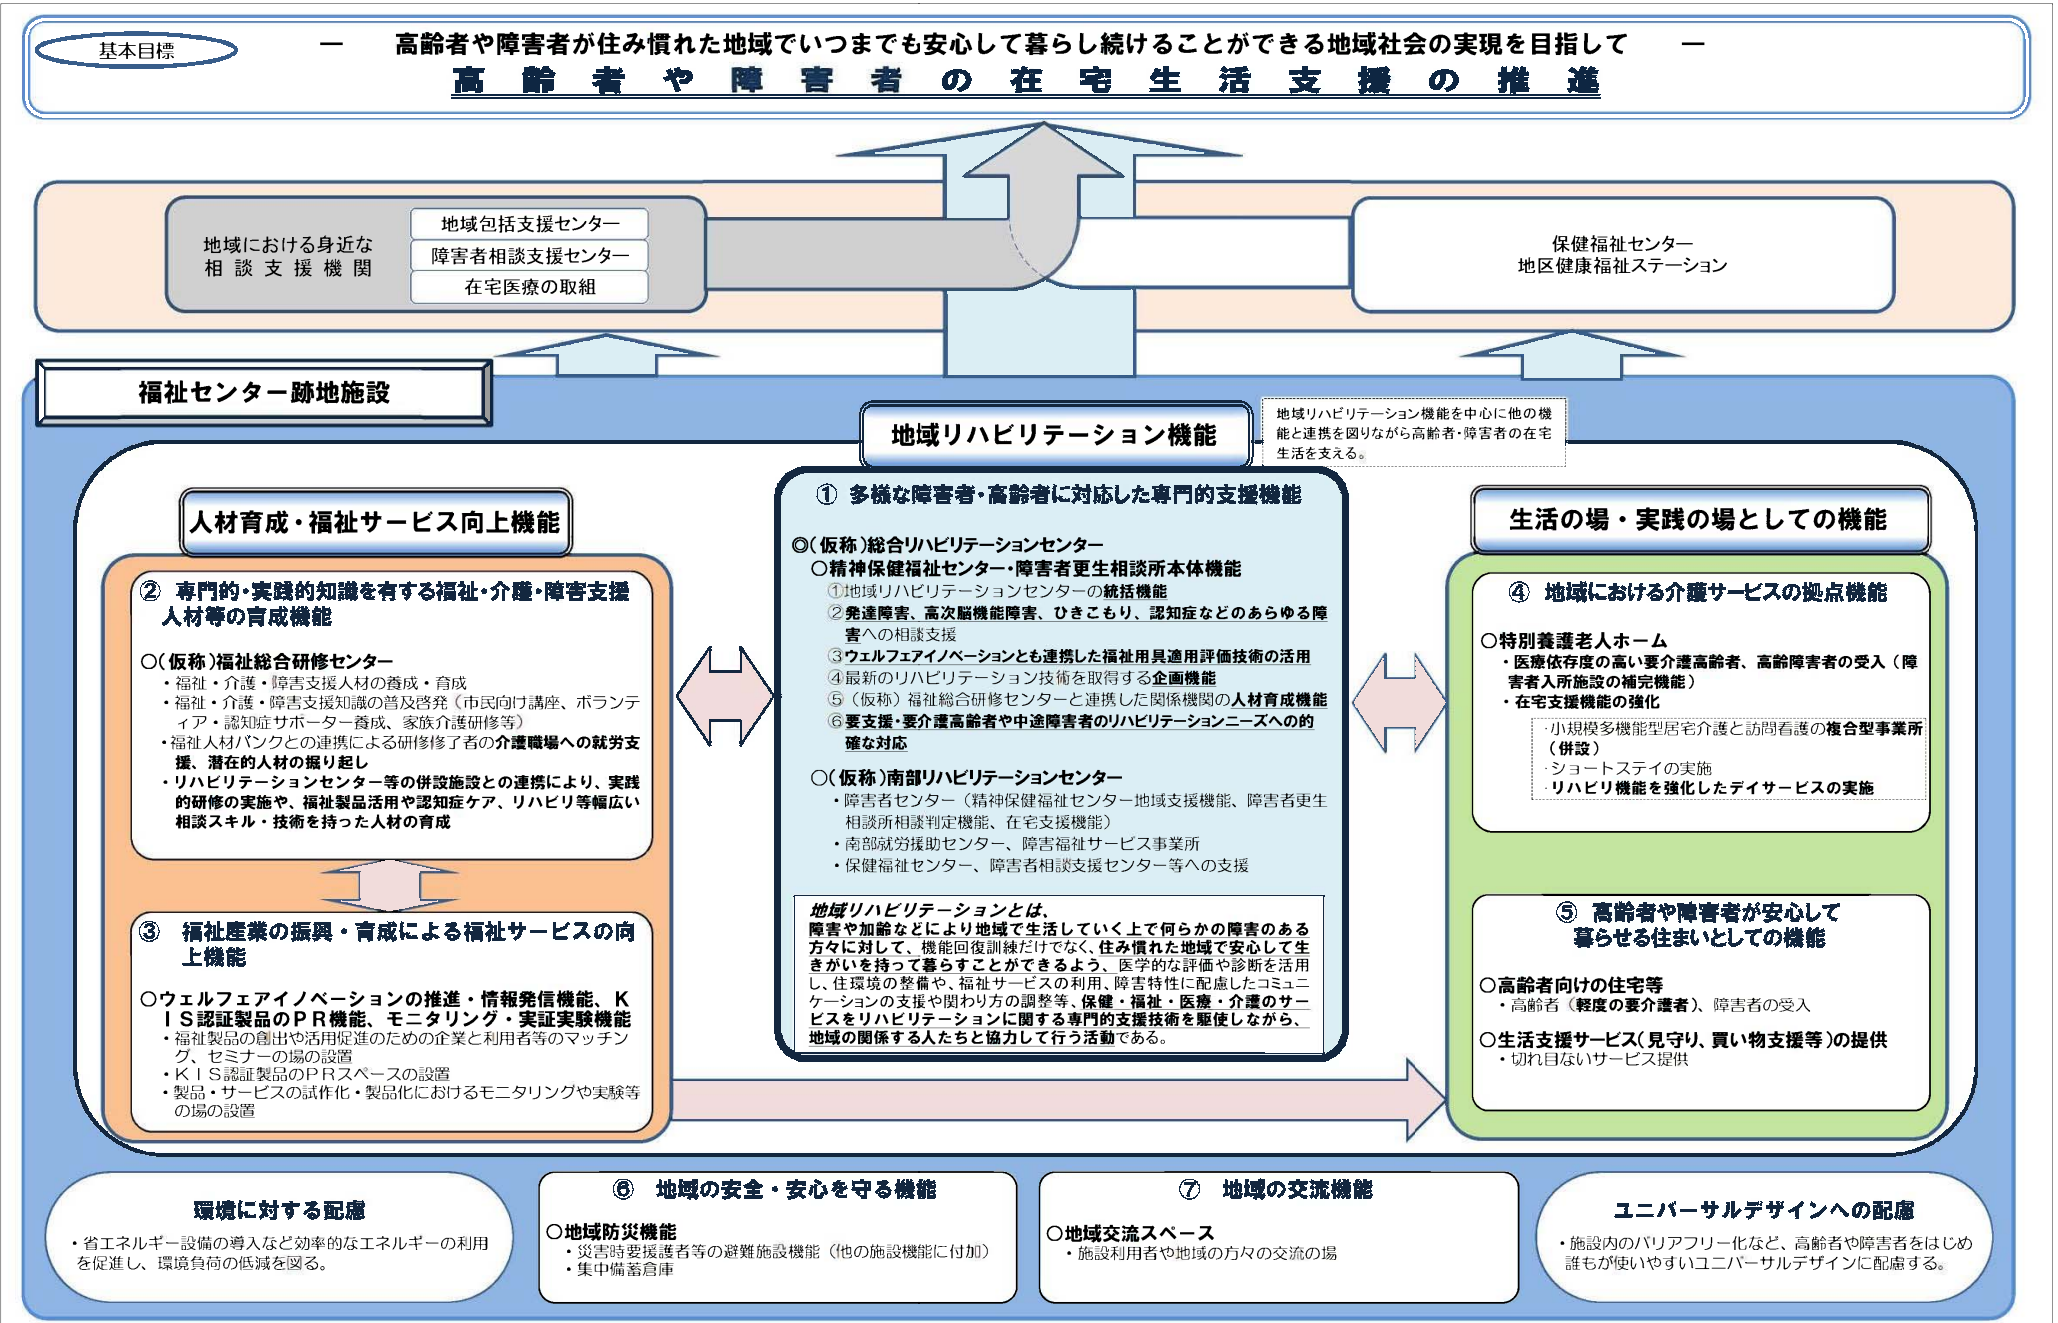 基本目標
― 高齢者や障害者が住み慣れた地域でいつまでも安心して暮らし続けることができる地域社会の実現を目指して ―
高齢者や障害者の在宅生活支援の推進
地域における身近な
相談支援機関
地域包括支援センター
障害者相談支援センター
在宅医療の取組
保健福祉センター
地区健康福祉ステーション
福祉センター跡地施設
地域リハビリテーション機能
地域リハビリテーション機能を中心に他の機
能と連携を図りながら高齢者・障害者の在宅
生活を支える。
人材育成・福祉サービス向上機能
② 専門的・実践的知識を有する福祉・介護・障害支援
人材等の育成機能
○(仮称)福祉総合研修センター
・福祉・介護・障害支援人材の養成・育成
・福祉・介護・障害支援知識の普及啓発（市民向け講座、ボランテ
ィア・認知症サポーター養成、家族介護研修等）
・福祉人材バンクとの連携による研修修了者の介護職場への就労支
援、潜在的人材の掘り起し
・リハビリテーションセンター等の併設施設との連携により、実践
的研修の実施や、福祉製品活用や認知症ケア、リハビリ等幅広い
相談スキル・技術を持った人材の育成
③ 福祉産業の振興・育成による福祉サービスの向
上機能
○ウェルフェアイノベーションの推進・情報発信機能、K
IS認証製品のPR機能、モニタリング・実証実験機能
・福祉製品の創出や活用促進のための企業と利用者等のマッチン
グ、セミナーの場の設置
・KIS認証製品のPRスペースの設置
・製品・サービスの試作化・製品化におけるモニタリングや実験等
の場の設置
① 多様な障害者・高齢者に対応した専門的支援機能
◎(仮称)総合リハビリテーションセンター
○精神保健福祉センター・障害者更生相談所本体機能
①地域リハビリテーションセンターの統括機能
②発達障害、高次脳機能障害、ひきこもり、認知症などのあらゆる障
害への相談支援
③ウェルフェアイノベーションとも連携した福祉用具適用評価技術の活用
④最新のリハビリテーション技術を取得する企画機能
⑤（仮称）福祉総合研修センターと連携した関係機関の人材育成機能
⑥要支援・要介護高齢者や中途障害者のリハビリテーションニーズへの的
確な対応
○(仮称)南部リハビリテーションセンター
・障害者センター（精神保健福祉センター地域支援機能、障害者更生
相談所相談判定機能、在宅支援機能）
・南部就労援助センター、障害福祉サービス事業所
・保健福祉センター、障害者相談支援センター等への支援
地域リハビリテーションとは、
障害や加齢などにより地域で生活していく上で何らかの障害のある
方々に対して、機能回復訓練だけでなく、住み慣れた地域で安心して生
きがいを持って暮らすことができるよう、医学的な評価や診断を活用
し、住環境の整備や、福祉サービスの利用、障害特性に配慮したコミュニ
ケーションの支援や関わり方の調整等、保健・福祉・医療・介護のサー
ビスをリハビリテーションに関する専門的支援技術を駆使しながら、
地域の関係する人たちと協力して行う活動である。
生活の場・実践の場としての機能
④ 地域における介護サービスの拠点機能
○特別養護老人ホーム
・医療依存度の高い要介護高齢者、高齢障害者の受入（障
害者入所施設の補完機能）
・在宅支援機能の強化
・小規模多機能型居宅介護と訪問看護の複合型事業所
（併設）
・ショートステイの実施
・リハビリ機能を強化したデイサービスの実施
⑤ 高齢者や障害者が安心して
暮らせる住まいとしての機能
○高齢者向けの住宅等
・高齢者（軽度の要介護者）、障害者の受入
○生活支援サービス(見守り、買い物支援等)の提供
・切れ目ないサービス提供
環境に対する配慮
・省エネルギー設備の導入など効率的なエネルギーの利用
を促進し、環境負荷の低減を図る。
⑥ 地域の安全・安心を守る機能
○地域防災機能
・災害時要援護者等の避難施設機能（他の施設機能に付加）
・集中備蓄倉庫
⑦ 地域の交流機能
○地域交流スペース
・施設利用者や地域の方々の交流の場
ユニバーサルデザインへの配慮
・施設内のバリアフリー化など、高齢者や障害者をはじめ
誰もが使いやすいユニバーサルデザインに配慮する。